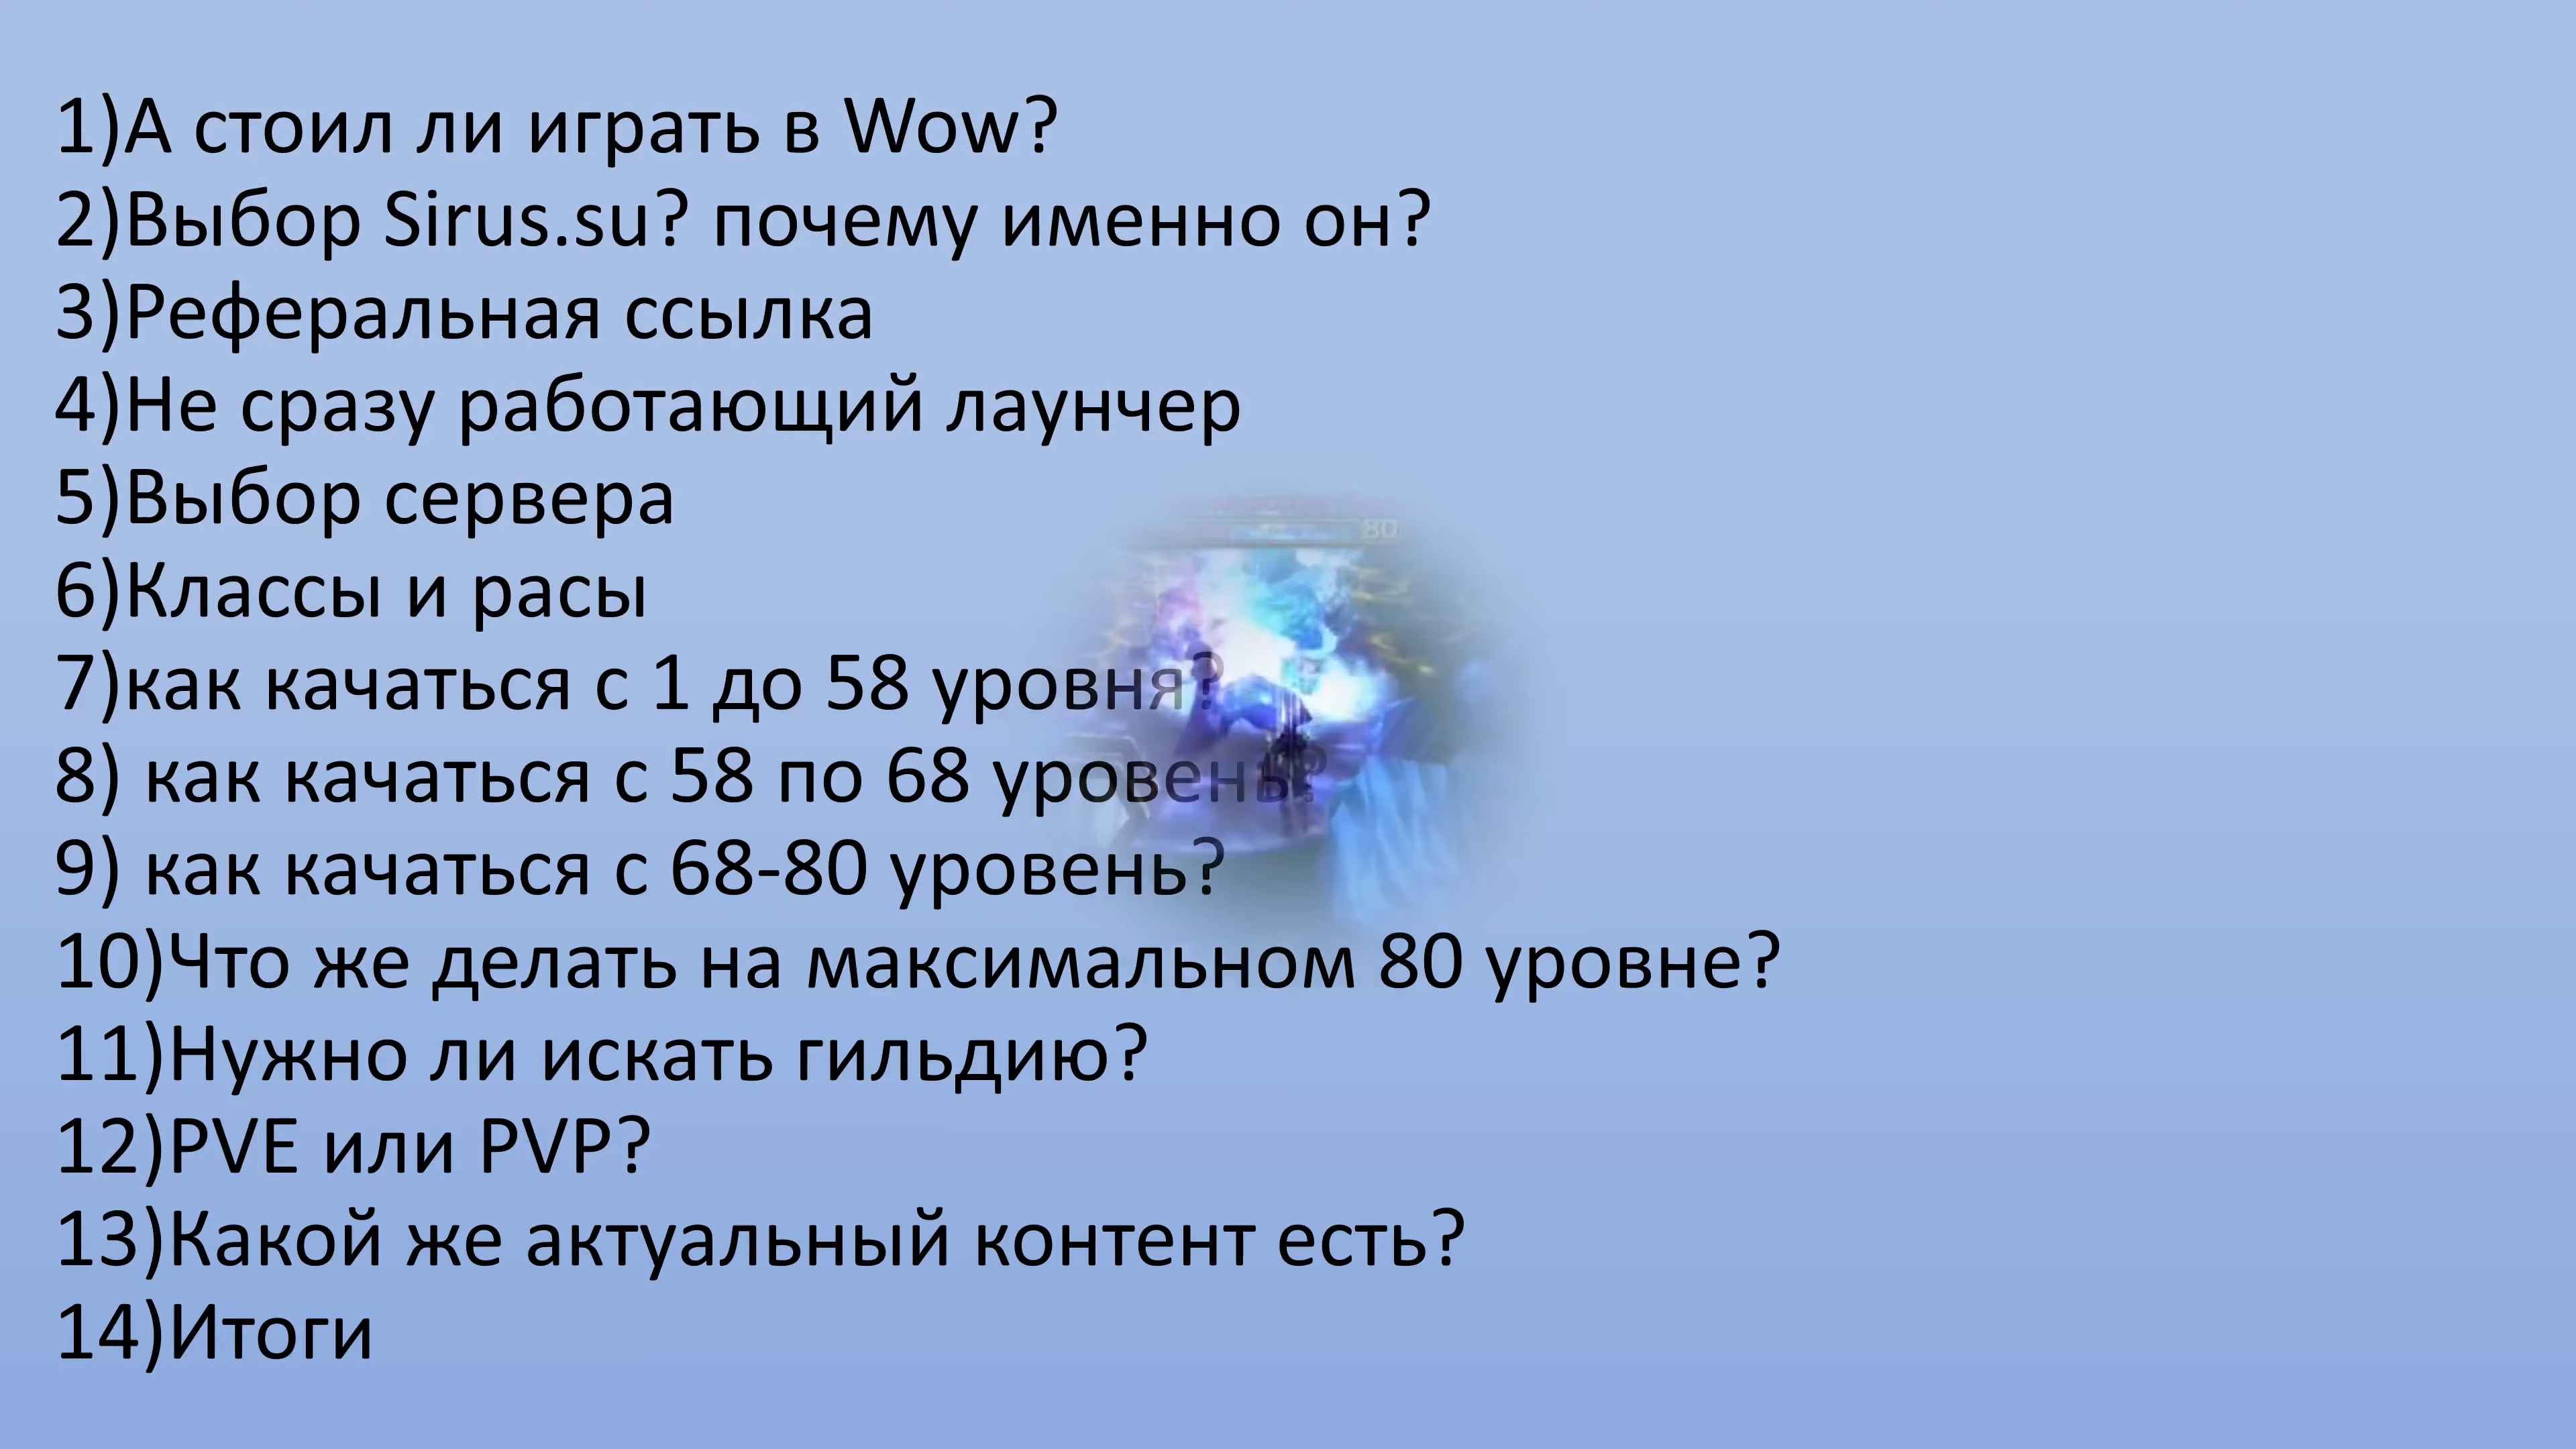 1)А стоил ли играть в Wow?
2)Выбор Sirus.su? почему именно он?
3)Реферальная ссылка
4)Не сразу работающий лаунчер
5)Выбор сервера
6)Классы и расы
7)как качаться с 1 до 58 уровня?
8) как качаться с 58 по 68 уровень?
9) как качаться с 68-80 уровень?
10)Что же делать на максимальном 80 уровне?
11)Нужно ли искать гильдию?
12)PVE или PVP?
13)Какой же актуальный контент есть?
14)Итоги
80